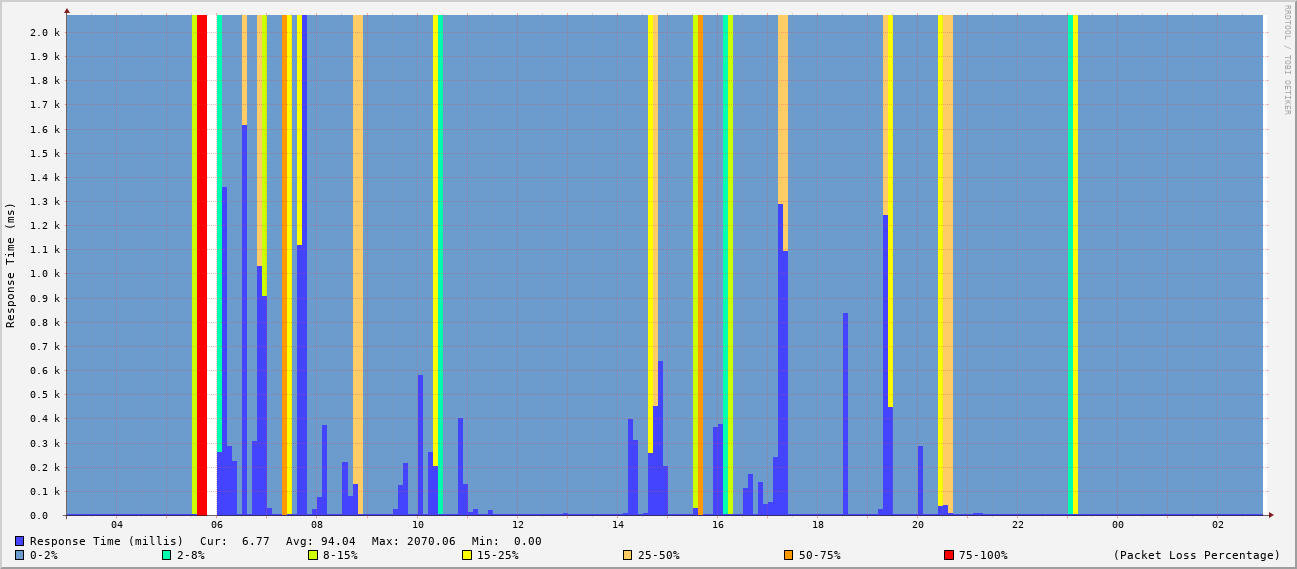 RRDTOOL / TOBI OETIKER
Response Time (ms)
2.0 k
1.9 k
1.8 k
1.7 k
1.6 k
1.5 k
1.4 k
1.3 k
1.2 k
1.1 k
1.0 k
0.9 k
0.8 k
0.7 k
0.6 k
0.5 k
0.4 k
0.3 k
0.2 k
0.1 k
0.0
04 06 08 10 12 14 16 18 20 22 00 02
Response Time (millis) Cur: 6.77 Avg: 94.04 Max: 2070.06 Min: 0.00
0-2% 2-8% 8-15% 15-25% 25-50% 50-75% 75-100% (Packet Loss Percentage)